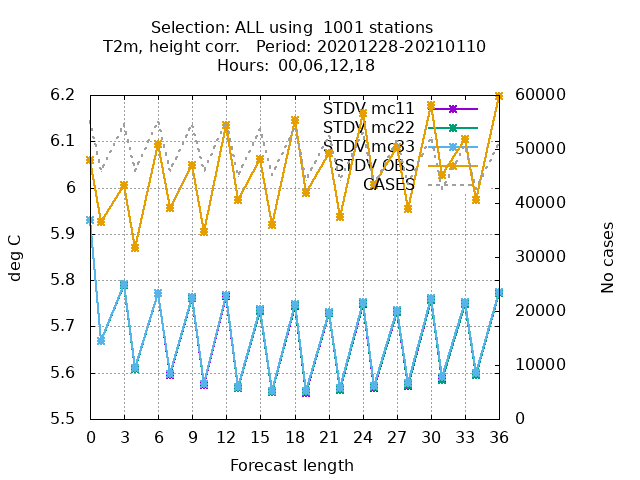 Selection: ALL using  1001 stations
T2m, height corr.   Period: 20201228-20210110
Hours:  00,06,12,18
STDV mc11
STDV mc22
STDV mc33
STDV OBS
CASES
6.2
6.1
6
5.9
5.8
5.7
5.6
5.5
deg C
60000
50000
40000
30000
20000
10000
0
No cases
0 3 6 9 12 15 18 21 24 27 30 33 36
Forecast length